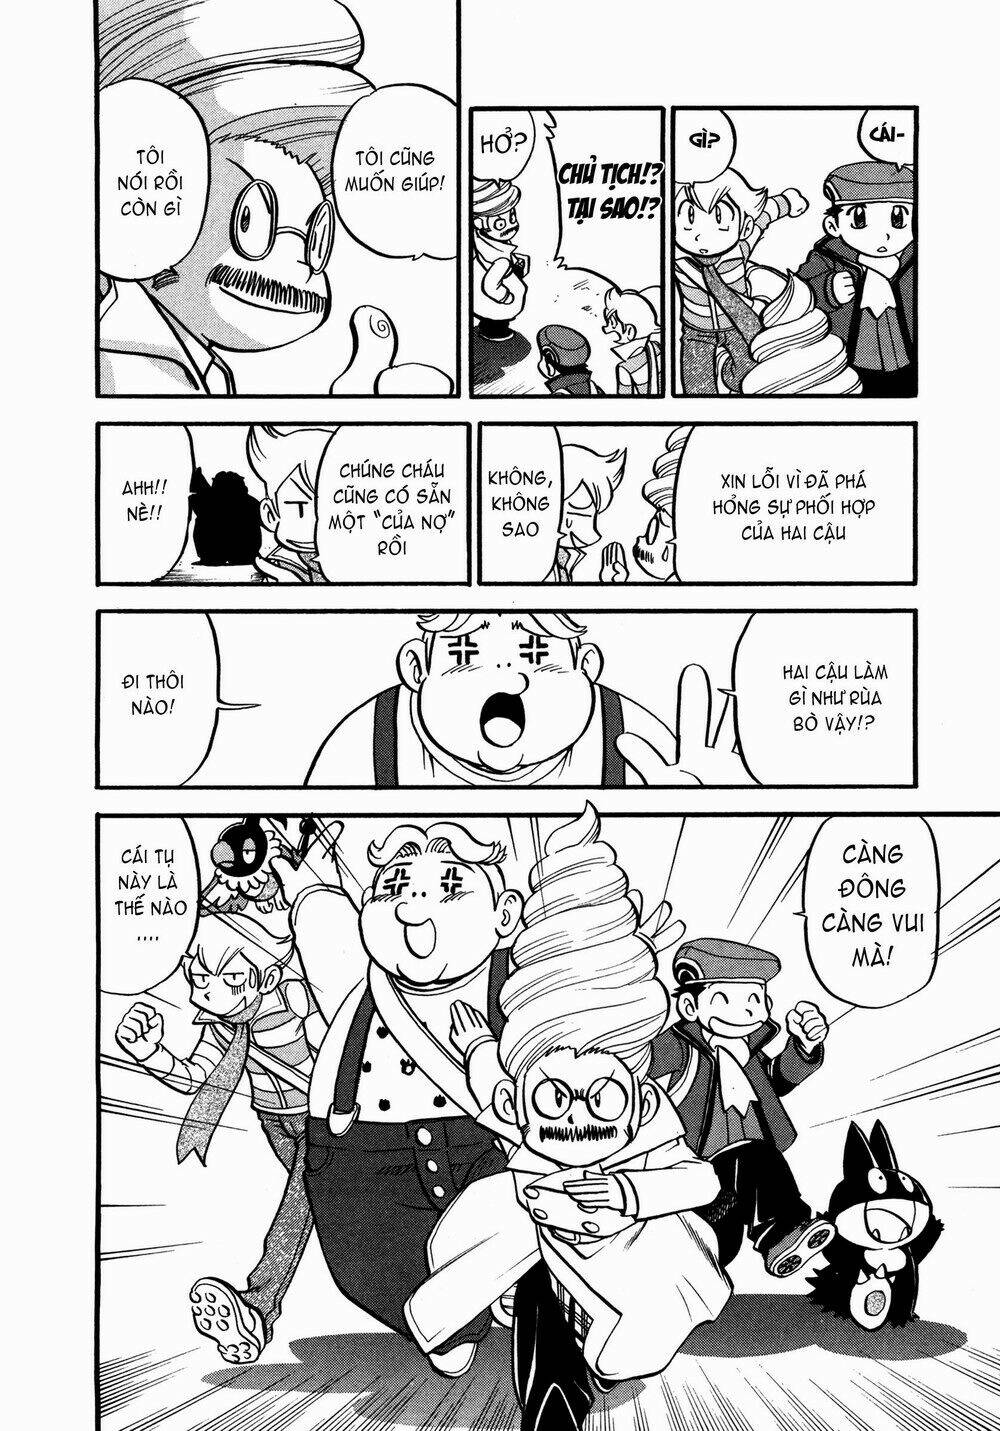 CÁI-
GÌ?
CHỦ TỊCH!?
TẠI SAO!?
HỞ?
TÔI CŨNG
MUỐN GIÚP!
TÔI
NÓI RỒI
CÒN GÌ
XIN LỖI VÌ ĐÃ PHÁ
HỎNG SỰ PHỐI HỢP
CỦA HAI CẬU
KHÔNG,
KHÔNG
SAO
CHÚNG CHÁU
CŨNG CÓ SẴN
MỘT "CỦA NỢ"
RỒI
AHH!!
NÈ!!
HAI CẬU LÀM
GÌ NHƯ RÙA
BÒ VẬY!?
ĐI THÔI
NÀO!
CÀNG
ĐÔNG
CÀNG VUI
MÀ!
CÁI TỤ
NÀY LÀ
THẾ NÀO
....